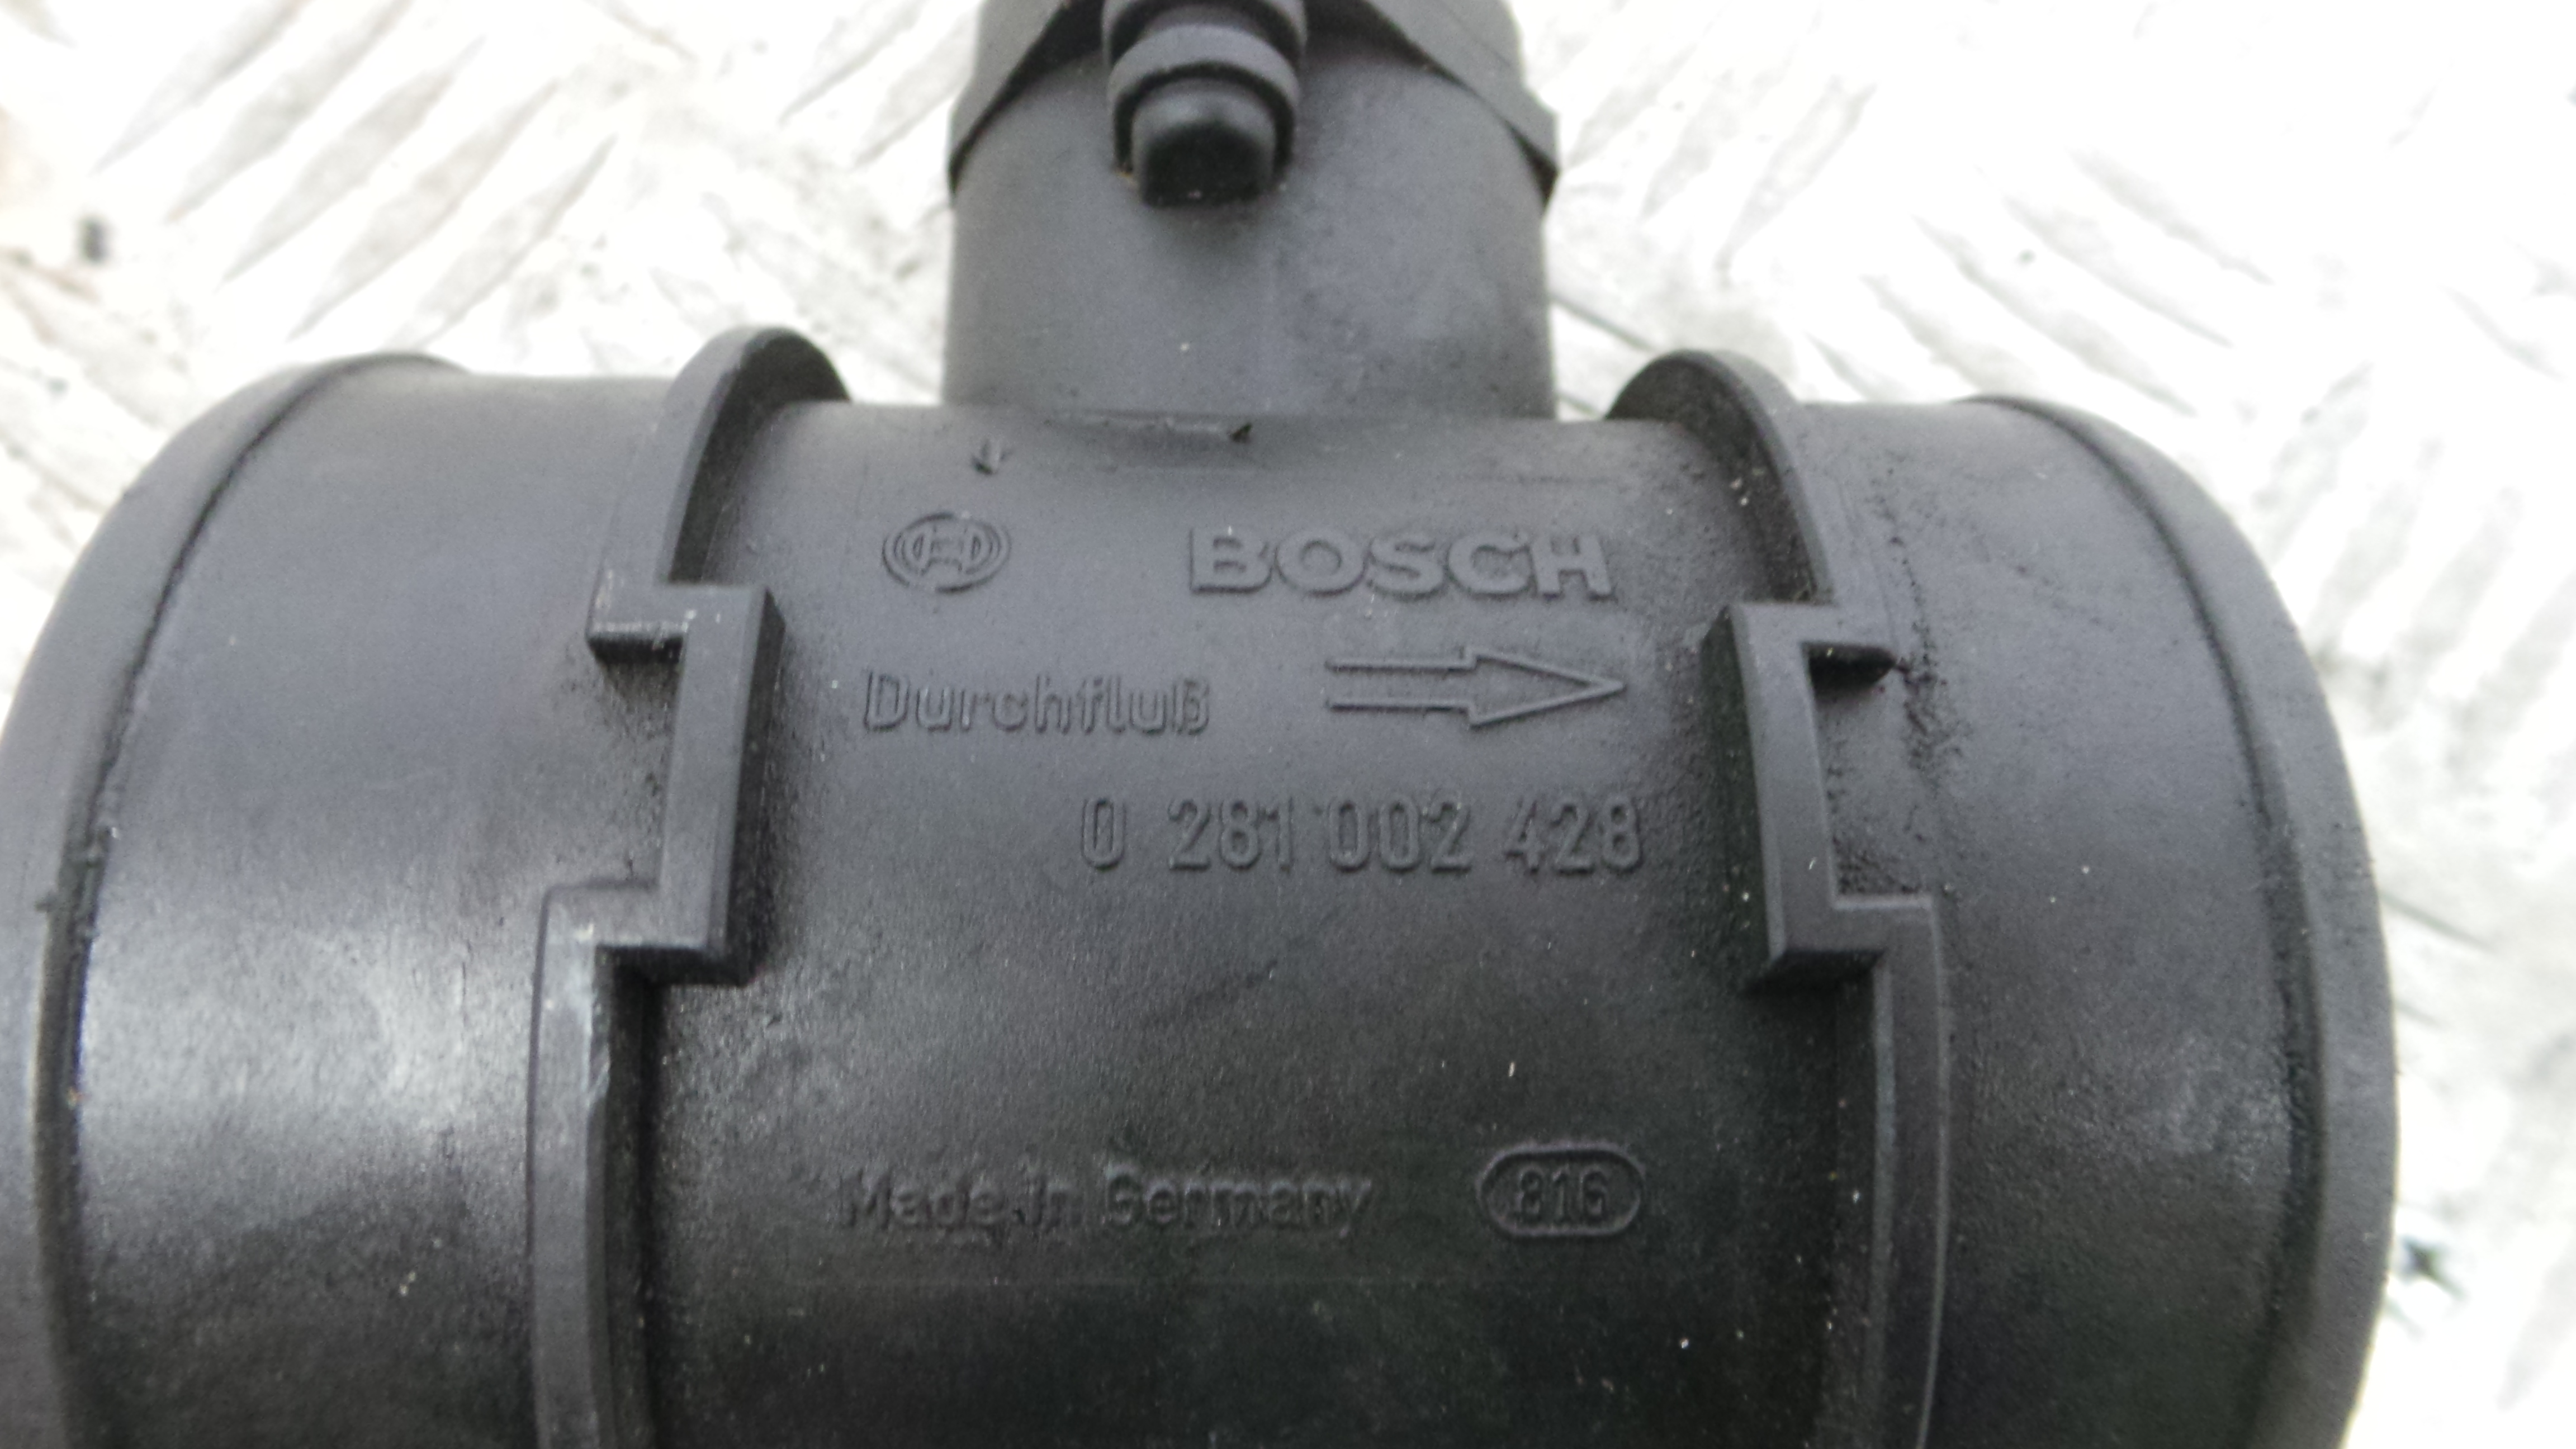 BOSCH
Durchfluß
0 281 002 428
Made in Germany 816